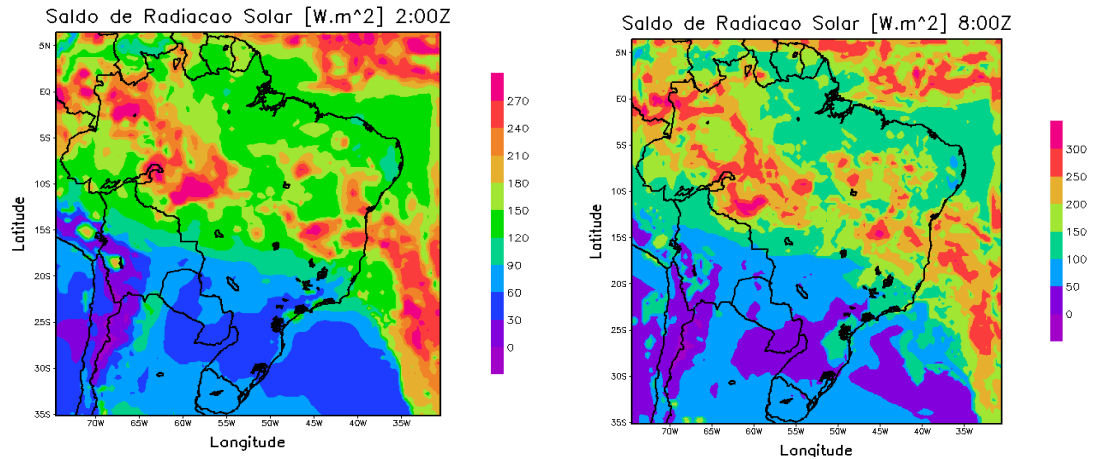 Saldo de Radiacao Solar [W.m^2] 2:00Z
5N
EQ
5S
10S
15S
20S
25S
30S
35S
70W 65W 60W 55W 50W 45W 40W 35W
Latitude
Longitude
270
240
210
180
150
120
90
60
30
0
Saldo de Radiacao Solar [W.m^2] 8:00Z
5N
EQ
5S
10S
15S
20S
25S
30S
35S
70W 65W 60W 55W 50W 45W 40W 35W
Latitude
Longitude
300
250
200
150
100
50
0